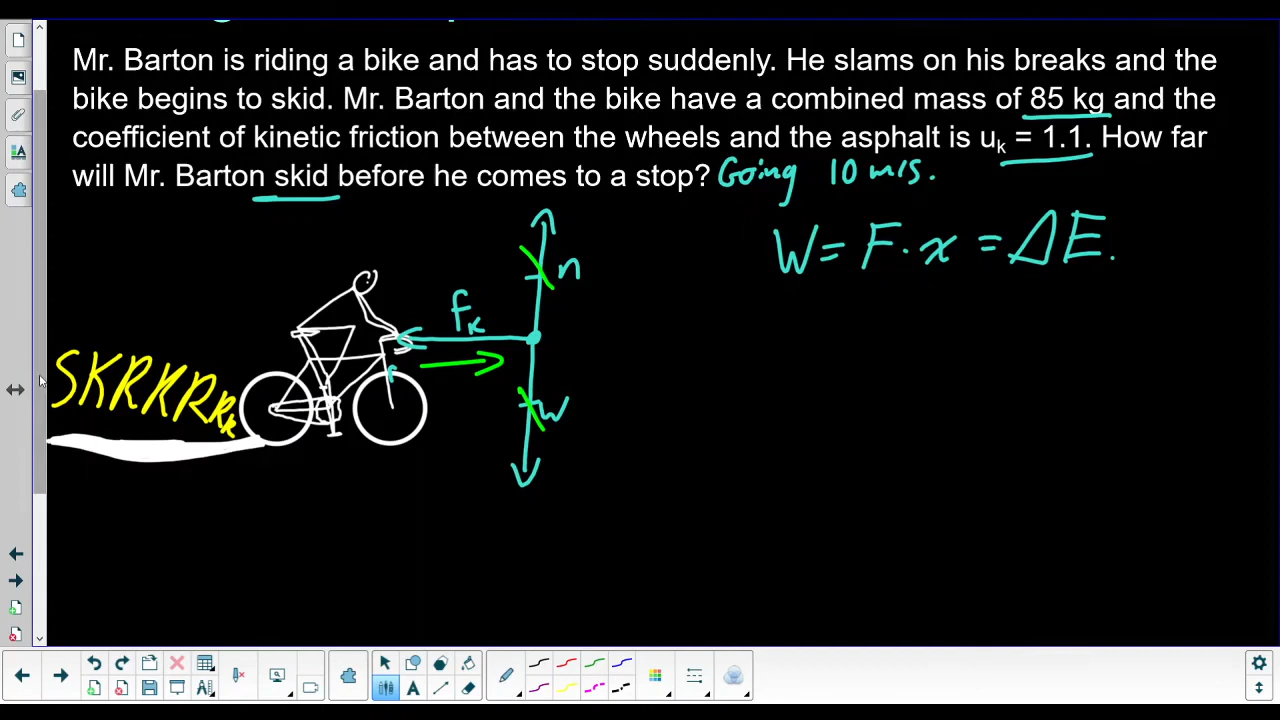 Mr. Barton is riding a bike and has to stop suddenly. He slams on his breaks and the
bike begins to skid. Mr. Barton and the bike have a combined mass of 85 kg and the
coefficient of kinetic friction between the wheels and the asphalt is uk = 1.1. How far
will Mr. Barton skid before he comes to a stop? Going 10 m/s.
W = F · x = ΔE.
n
fk
SKRKRRk
W
A